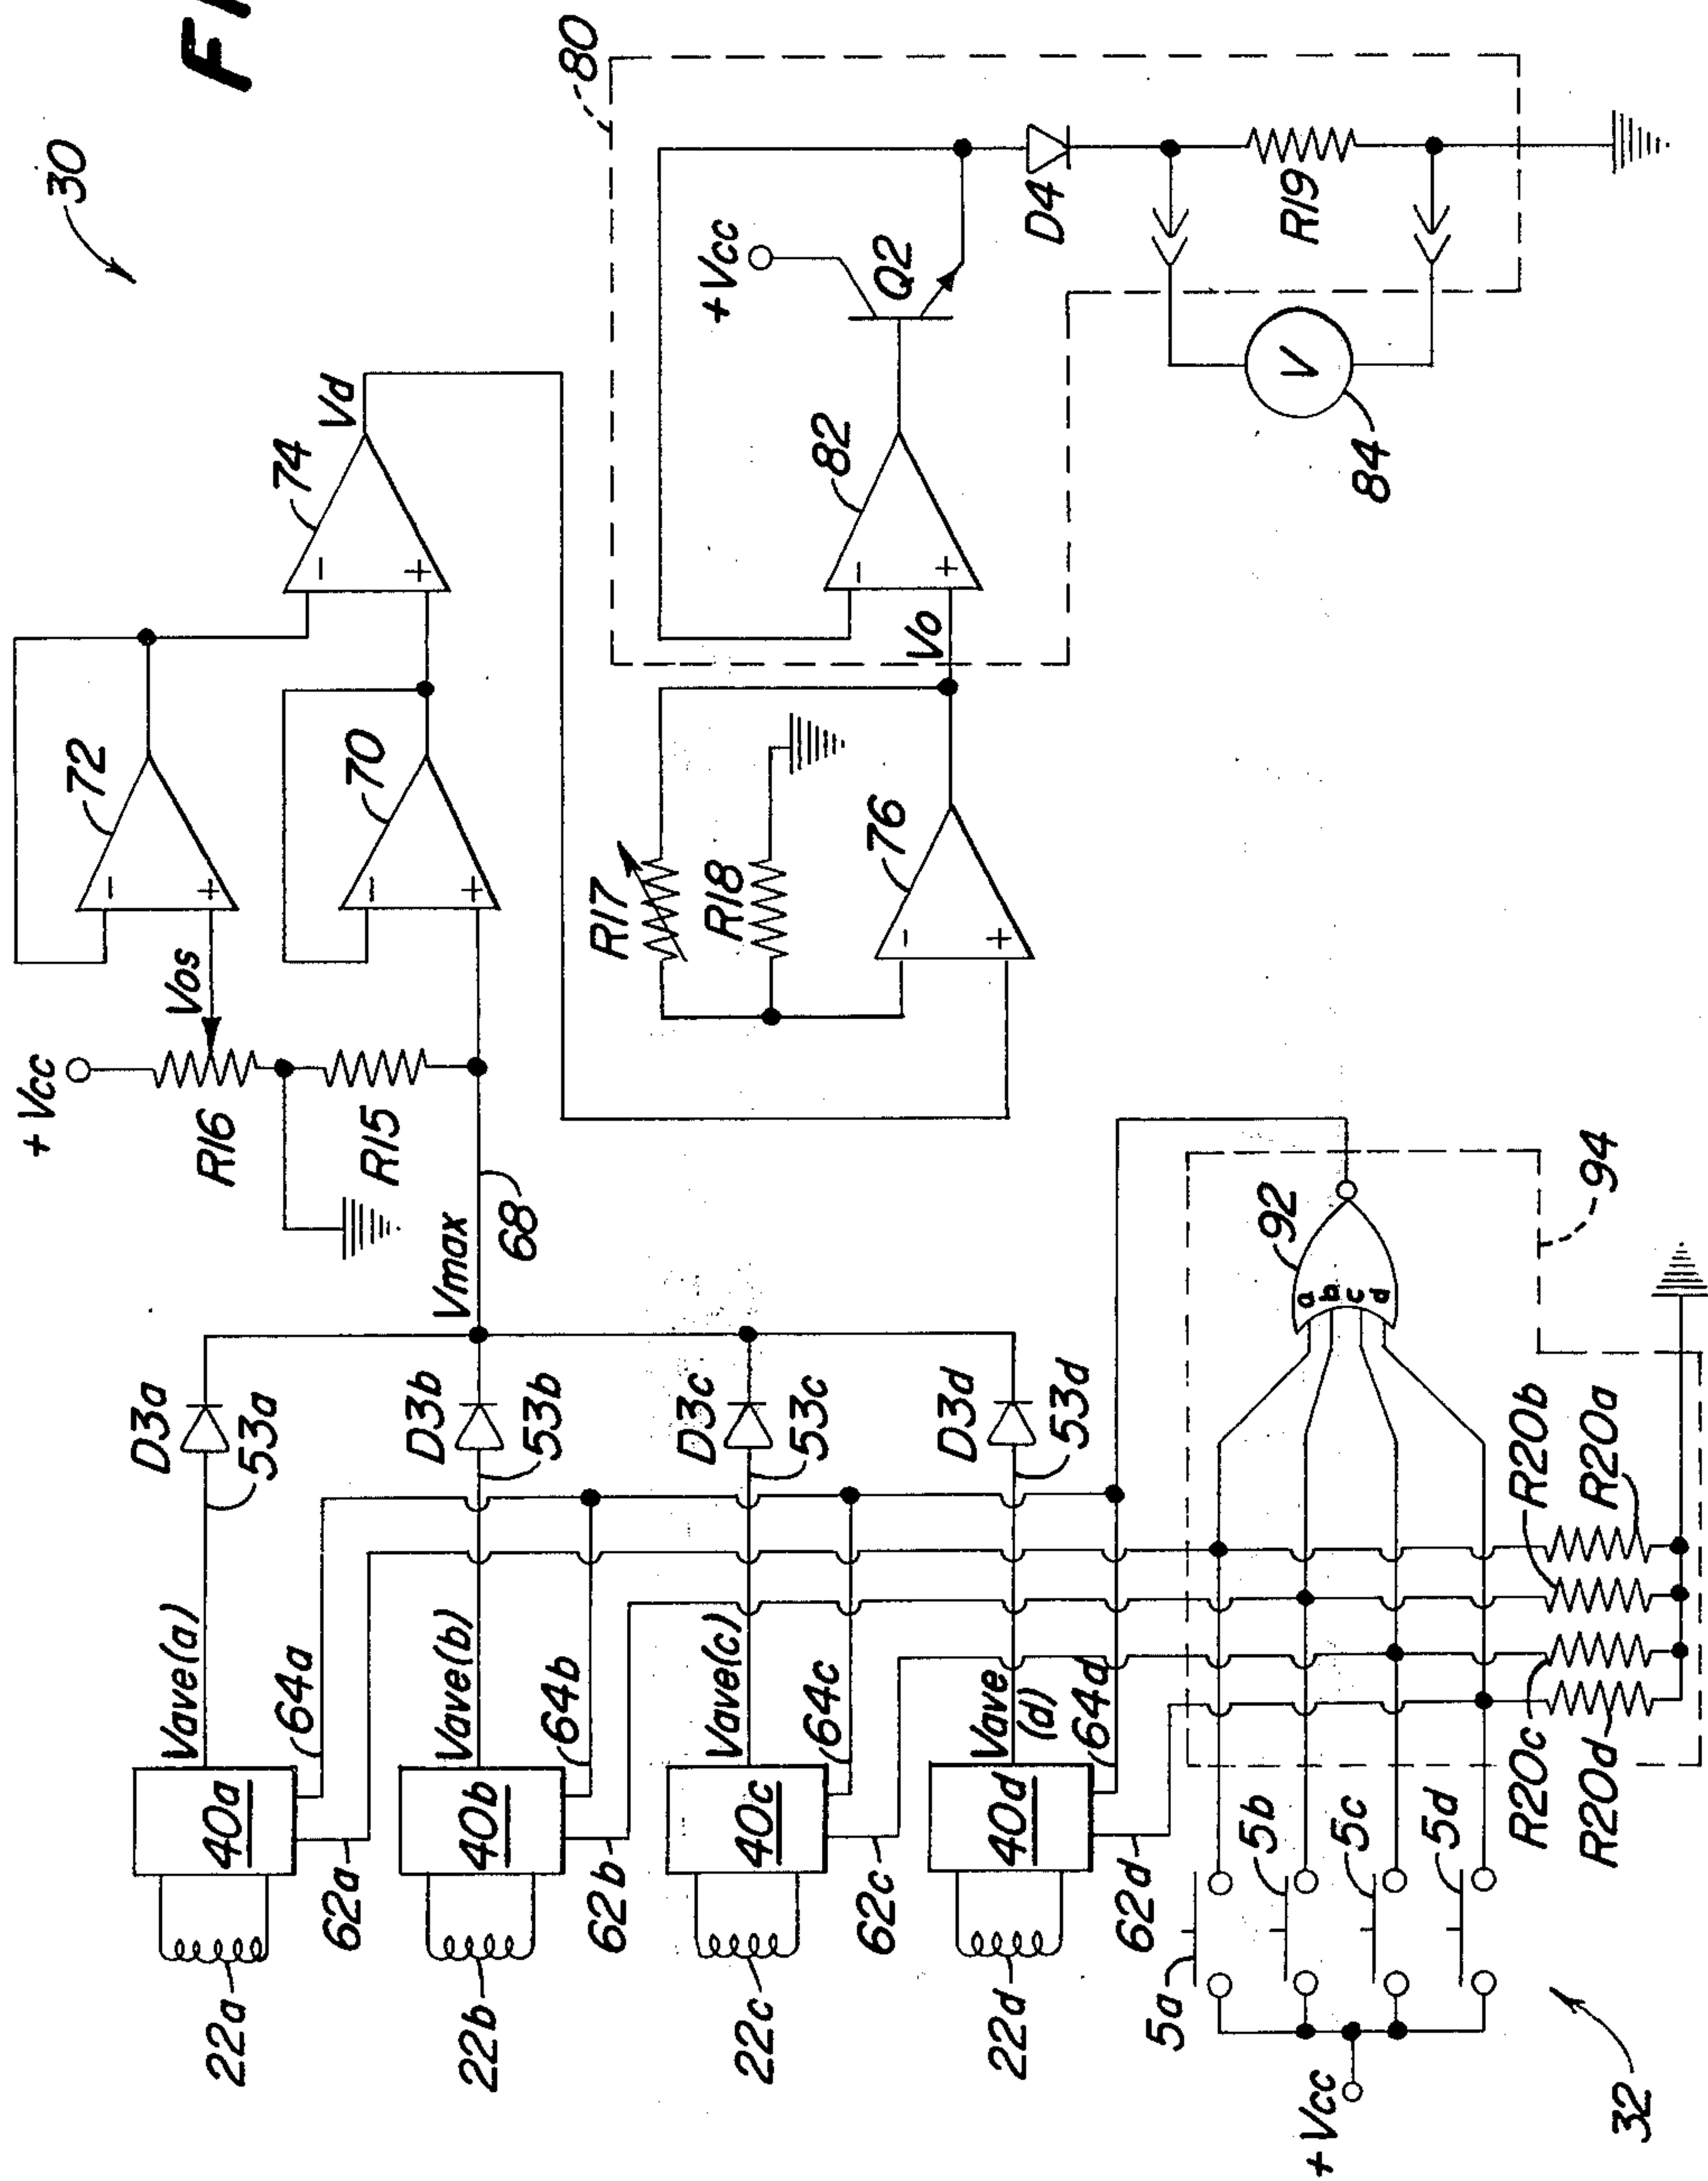 FI
30
+Vcc
R16
Vos
72
R15
70
74
Vd
Vmax
68
R17
R18
76
Vo
80
82
+Vcc
Q2
D4
R19
V
84
22a
40a
Vave(a)
D3a
53a
62a
64a
22b
40b
Vave(b)
D3b
53b
62b
64b
22c
40c
Vave(c)
D3c
53c
62c
64c
22d
40d
Vave
(d)
D3d
53d
62d
64d
5a
5b
5c
5d
+Vcc
32
92
a
b
c
d
94
R20b
R20a
R20c
R20d